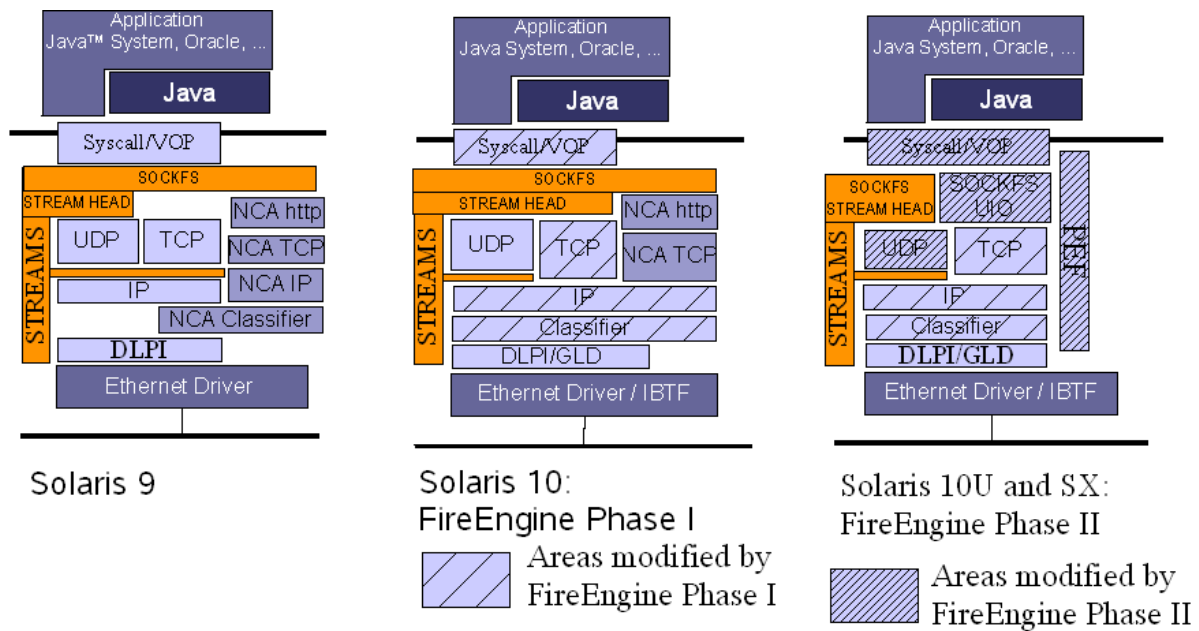 Application
Java™ System, Oracle, ...
Java
Syscall/VOP
SOCKFS
STREAM HEAD
NCA http
UDP
TCP
NCA TCP
STREAMS
IP
NCA IP
NCA Classifier
DLPI
Ethernet Driver
Solaris 9
Application
Java System, Oracle, ...
Java
Syscall/VOP
SOCKFS
STREAM HEAD
NCA http
UDP
TCP
NCA TCP
STREAMS
IP
Classifier
DLPI/GLD
Ethernet Driver / IBTF
Solaris 10:
FireEngine Phase I
Areas modified by
FireEngine Phase I
Application
Java System, Oracle, ...
Java
Syscall/VOP
SOCKFS
STREAM HEAD
SOCKFS
UIO
PEF
UDP
TCP
STREAMS
IP
Classifier
DLPI/GLD
Ethernet Driver / IBTF
Solaris 10U and SX:
FireEngine Phase II
Areas modified by
FireEngine Phase II